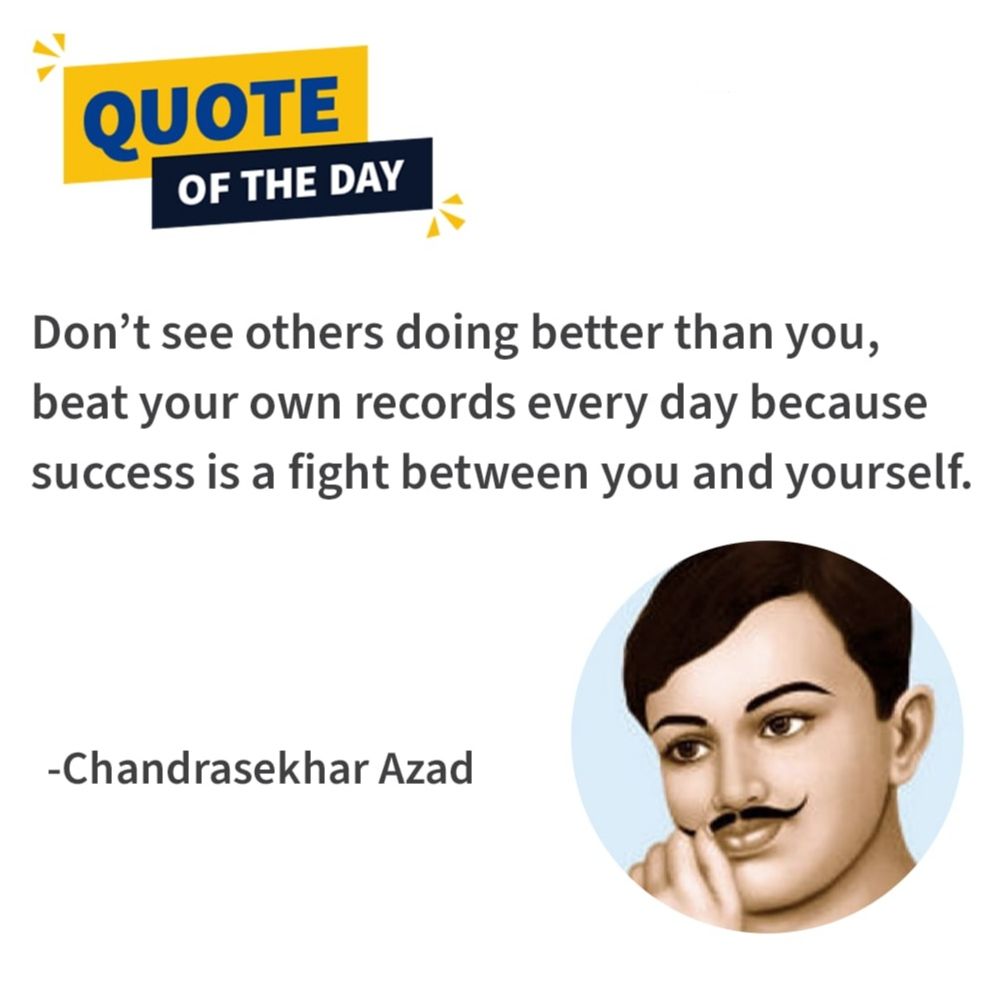 QUOTE
OF THE DAY
Don’t see others doing better than you,
beat your own records every day because
success is a fight between you and yourself.
-Chandrasekhar Azad